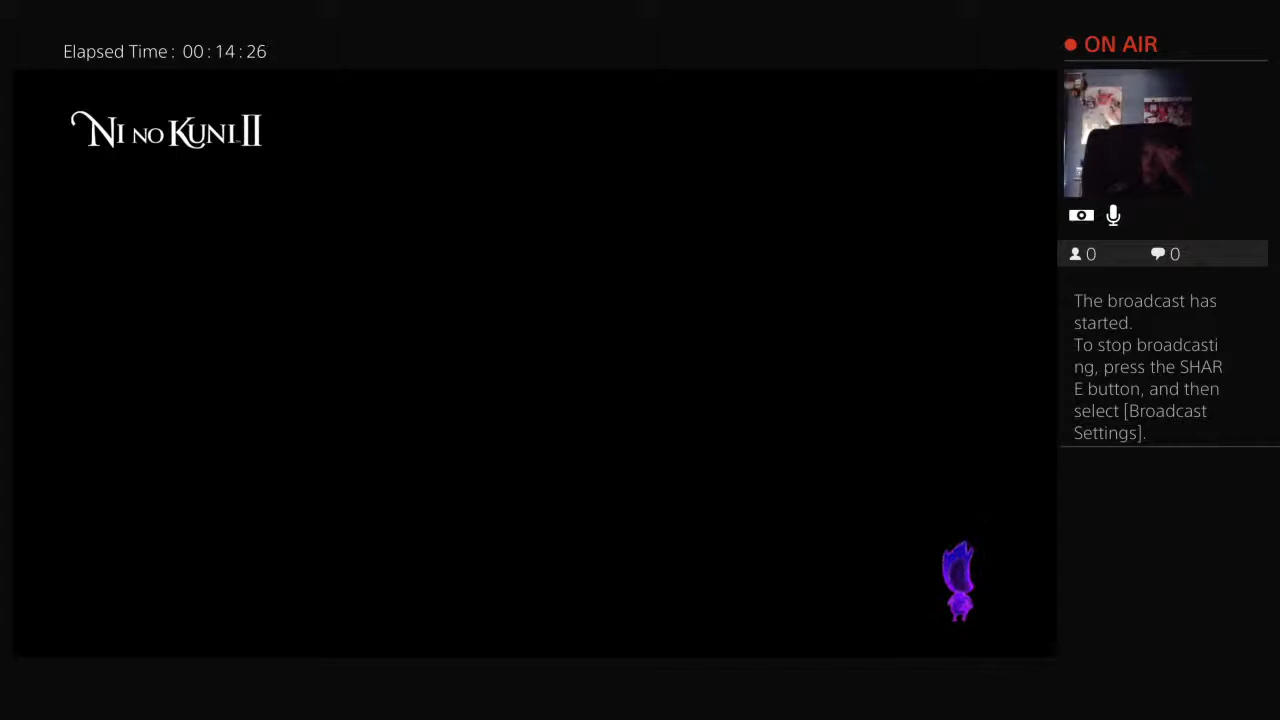 Elapsed Time: 00:14:26
ON AIR
NI NO KUNI II
0 0
The broadcast has
started.
To stop broadcasti
ng, press the SHAR
E button, and then
select [Broadcast
Settings].